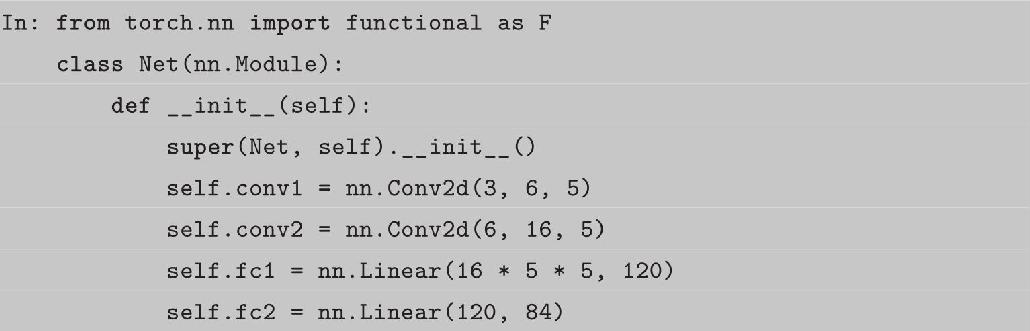 In: from torch.nn import functional as F
class Net(nn.Module):
def __init__(self):
super(Net, self).__init__()
self.conv1 = nn.Conv2d(3, 6, 5)
self.conv2 = nn.Conv2d(6, 16, 5)
self.fc1 = nn.Linear(16 * 5 * 5, 120)
self.fc2 = nn.Linear(120, 84)